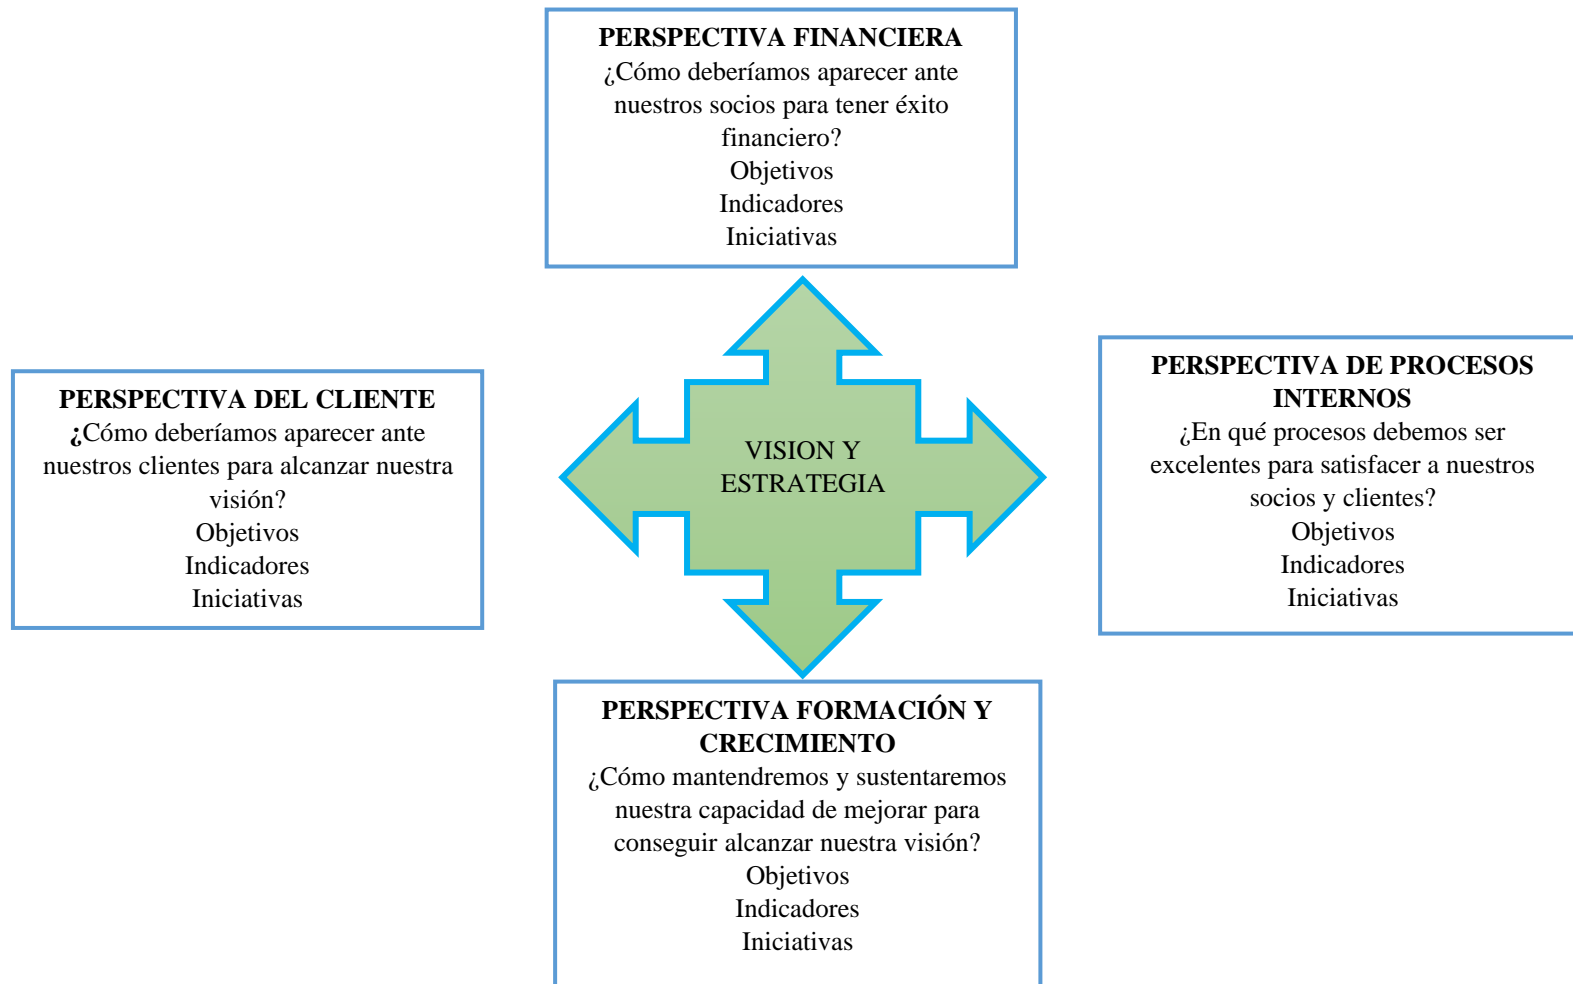 PERSPECTIVA FINANCIERA
¿Cómo deberíamos aparecer ante
nuestros socios para tener éxito
financiero?
Objetivos
Indicadores
Iniciativas
PERSPECTIVA DEL CLIENTE
¿Cómo deberíamos aparecer ante
nuestros clientes para alcanzar nuestra
visión?
Objetivos
Indicadores
Iniciativas
VISION Y
ESTRATEGIA
PERSPECTIVA DE PROCESOS
INTERNOS
¿En qué procesos debemos ser
excelentes para satisfacer a nuestros
socios y clientes?
Objetivos
Indicadores
Iniciativas
PERSPECTIVA FORMACIÓN Y
CRECIMIENTO
¿Cómo mantendremos y sustentaremos
nuestra capacidad de mejorar para
conseguir alcanzar nuestra visión?
Objetivos
Indicadores
Iniciativas